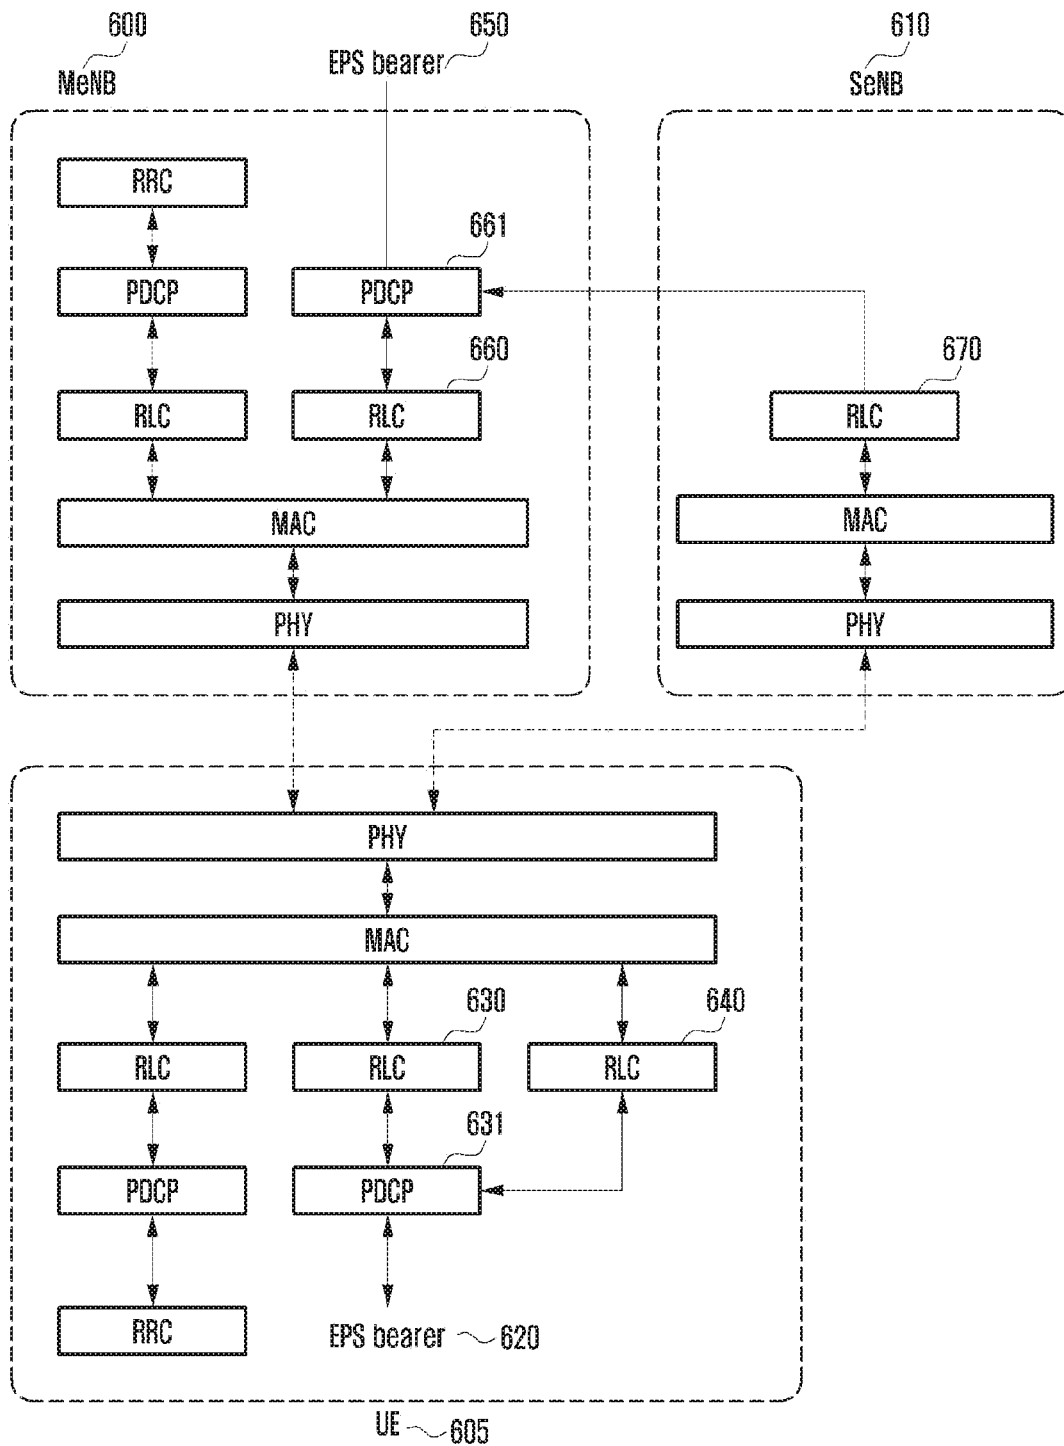 600
650
610
MeNB
EPS bearer
SeNB
RRC
661
PDCP
PDCP
660
670
RLC
RLC
RLC
MAC
MAC
PHY
PHY
PHY
MAC
630
640
RLC
RLC
RLC
631
PDCP
PDCP
RRC
EPS bearer
620
UE
605